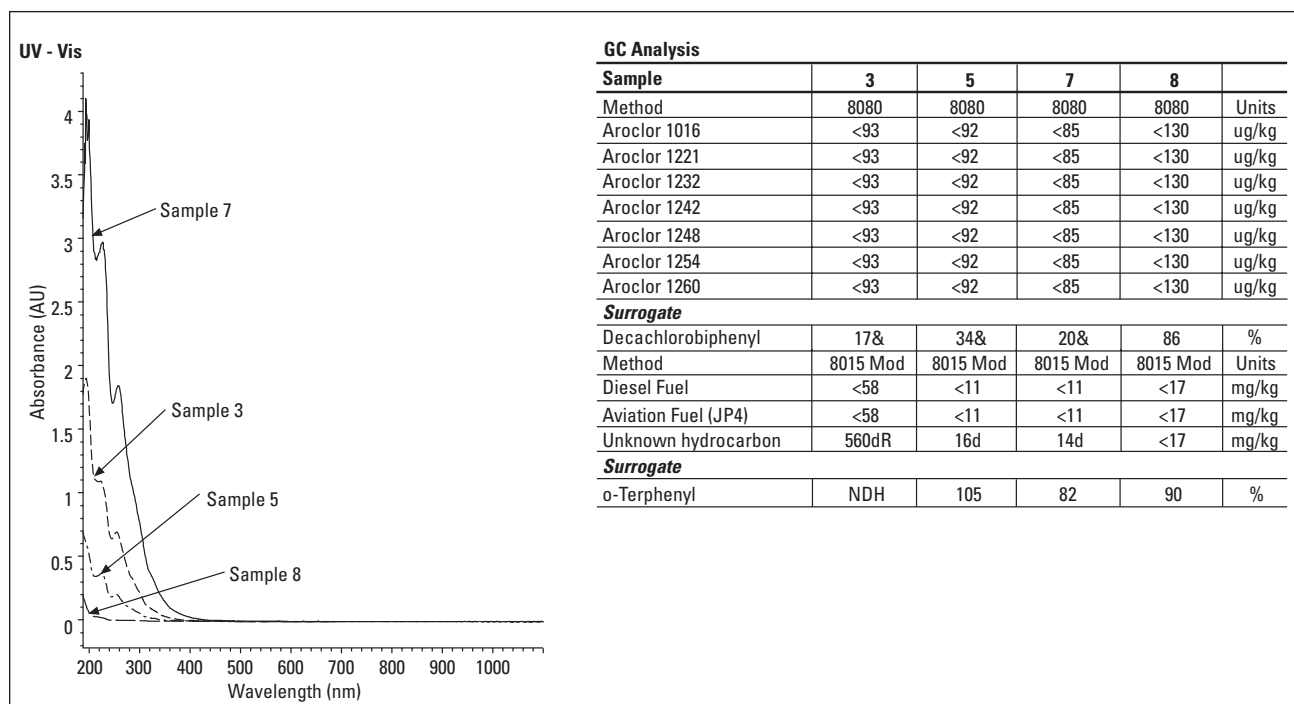 UV - Vis
Absorbance (AU)
4
3.5
3
2.5
2
1.5
1
0.5
0
Sample 7
Sample 3
Sample 5
Sample 8
200 300 400 500 600 700 800 900 1000
Wavelength (nm)
GC Analysis
Sample 3 5 7 8
Method 8080 8080 8080 8080 Units
Aroclor 1016 <93 <92 <85 <130 ug/kg
Aroclor 1221 <93 <92 <85 <130 ug/kg
Aroclor 1232 <93 <92 <85 <130 ug/kg
Aroclor 1242 <93 <92 <85 <130 ug/kg
Aroclor 1248 <93 <92 <85 <130 ug/kg
Aroclor 1254 <93 <92 <85 <130 ug/kg
Aroclor 1260 <93 <92 <85 <130 ug/kg
Surrogate
Decachlorobiphenyl 17& 34& 20& 86 %
Method 8015 Mod 8015 Mod 8015 Mod 8015 Mod Units
Diesel Fuel <58 <11 <11 <17 mg/kg
Aviation Fuel (JP4) <58 <11 <11 <17 mg/kg
Unknown hydrocarbon 560dR 16d 14d <17 mg/kg
Surrogate
o-Terphenyl NDH 105 82 90 %